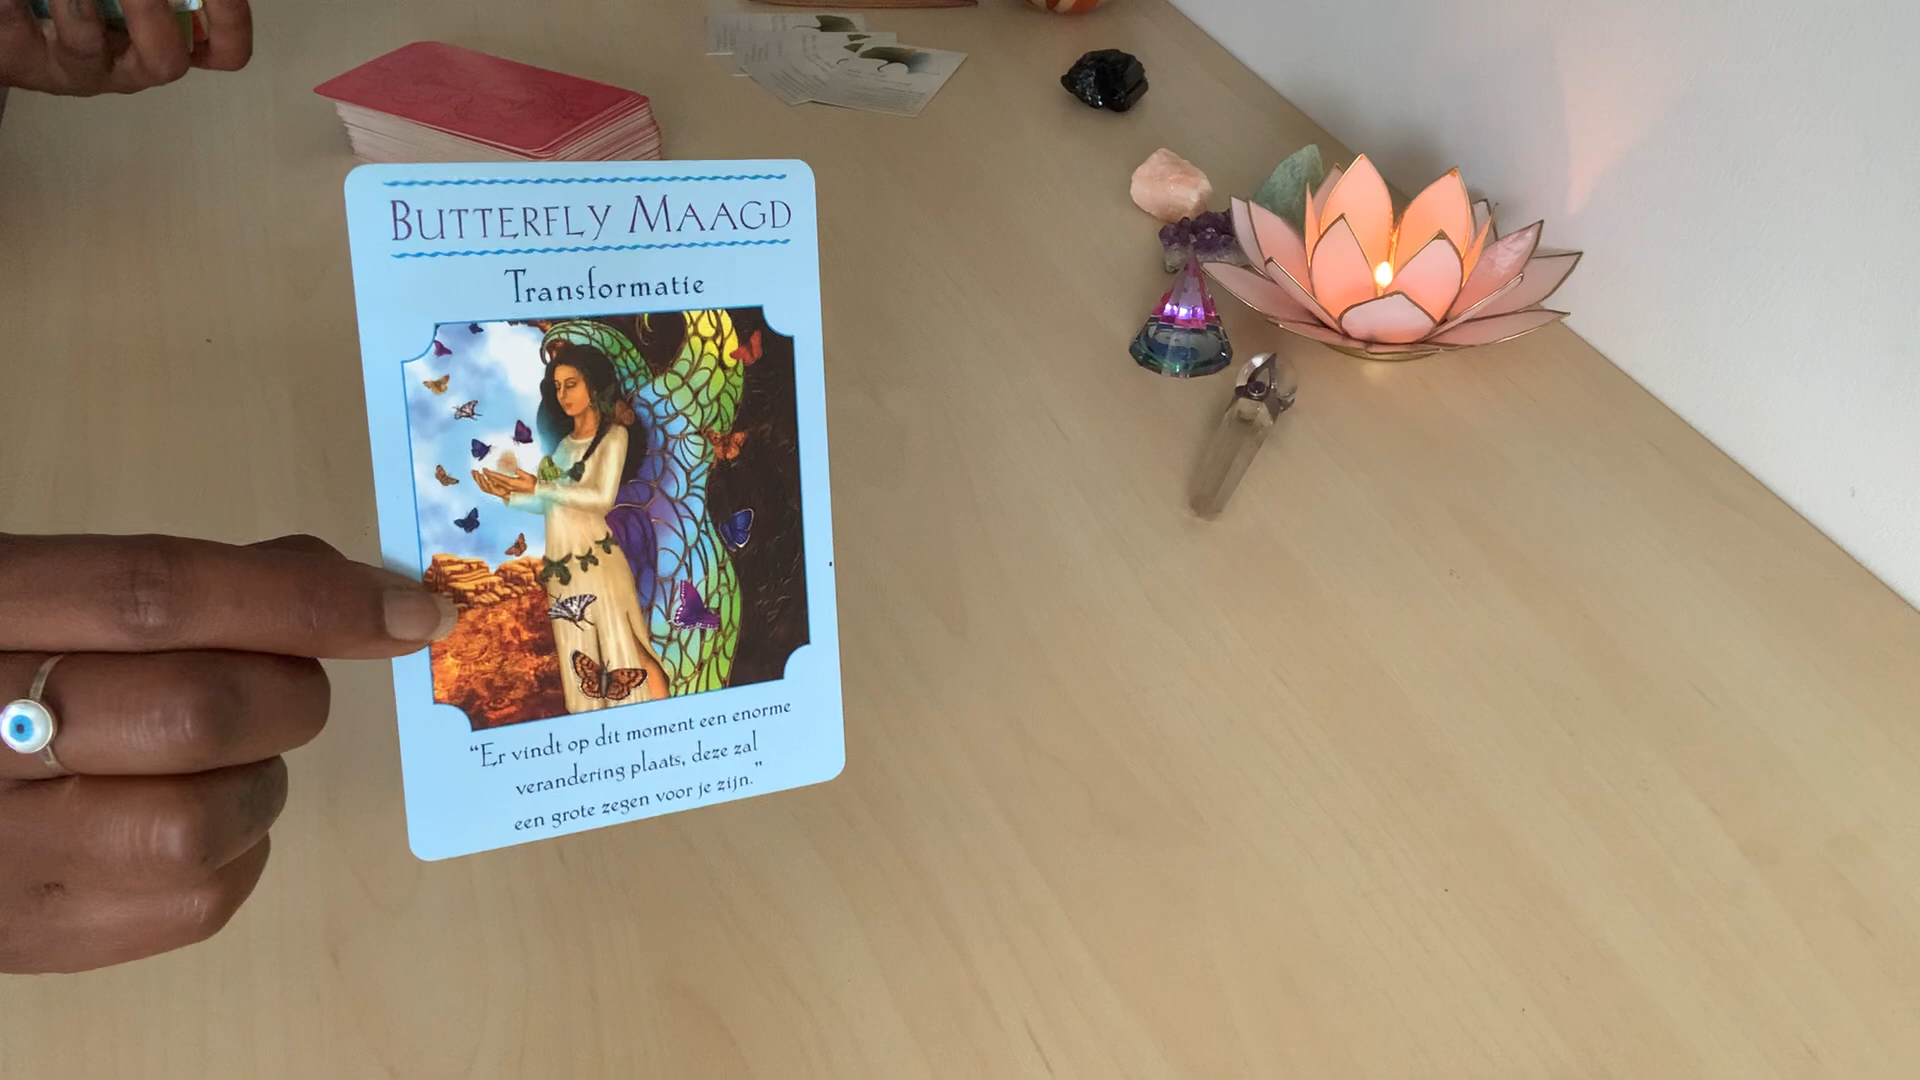 BUTTERFLY MAAGD
Transformatie
“Er vindt op dit moment een enorme
verandering plaats, deze zal
een grote zegen voor je zijn.”